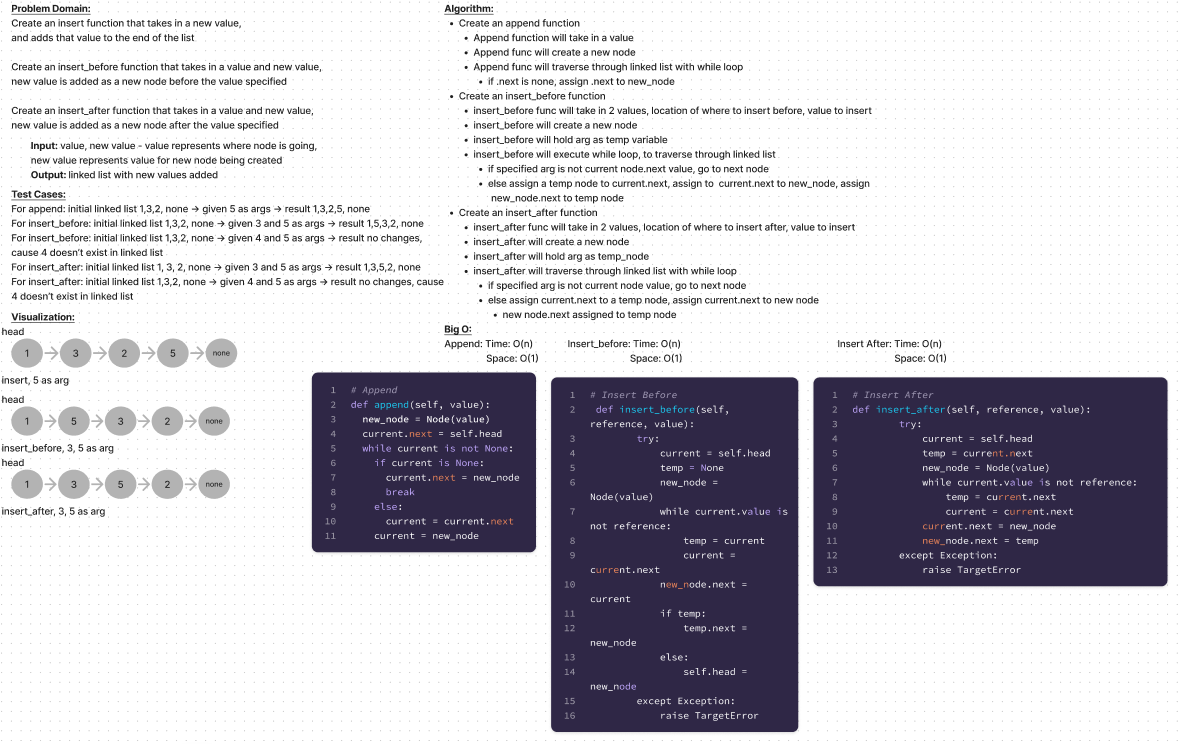 Problem Domain:
Create an insert function that takes in a new value,
and adds that value to the end of the list
Create an insert_before function that takes in a value and new value,
new value is added as a new node before the value specified
Create an insert_after function that takes in a value and new value,
new value is added as a new node after the value specified
Input: value, new value - value represents where node is going,
new value represents value for new node being created
Output: linked list with new values added
Test Cases:
For append: initial linked list 1,3,2, none → given 5 as args → result 1,3,2,5, none
For insert_before: initial linked list 1,3,2, none → given 3 and 5 as args → result 1,5,3,2, none
For insert_before: initial linked list 1,3,2, none → given 4 and 5 as args → result no changes,
cause 4 doesn't exist in linked list
For insert_after: initial linked list 1, 3, 2, none → given 3 and 5 as args → result 1,3,5,2, none
For insert_after: initial linked list 1,3,2, none → given 4 and 5 as args → result no changes, cause
4 doesn't exist in linked list
Visualization:
head
1 → 3 → 2 → 5 → none
insert, 5 as arg
head
1 → 5 → 3 → 2 → none
insert_before, 3, 5 as arg
head
1 → 3 → 5 → 2 → none
insert_after, 3, 5 as arg
Algorithm:
• Create an append function
• Append function will take in a value
• Append func will create a new node
• Append func will traverse through linked list with while loop
• if .next is none, assign .next to new_node
• Create an insert_before function
• insert_before func will take in 2 values, location of where to insert before, value to insert
• insert_before will create a new node
• insert_before will hold arg as temp variable
• insert_before will execute while loop, to traverse through linked list
• if specified arg is not current node.next value, go to next node
• else assign a temp node to current.next, assign to current.next to new_node, assign
new_node.next to temp node
• Create an insert_after function
• insert_after func will take in 2 values, location of where to insert after, value to insert
• insert_after will create a new node
• insert_after will hold arg as temp_node
• insert_after will traverse through linked list with while loop
• if specified arg is not current node value, go to next node
• else assign current.next to a temp node, assign current.next to new node
• new node.next assigned to temp node
Big O:
Append: Time: O(n)
Space: O(1)
Insert_before: Time: O(n)
Space: O(1)
Insert After: Time: O(n)
Space: O(1)
1 # Append
2 def append(self, value):
3 new_node = Node(value)
4 current.next = self.head
5 while current is not None:
6 if current is None:
7 current.next = new_node
8 break
9 else:
10 current = current.next
11 current = new_node
1 # Insert Before
2 def insert_before(self,
reference, value):
3 try:
4 current = self.head
5 temp = None
6 new_node =
Node(value)
7 while current.value is
not reference:
8 temp = current
9 current =
current.next
10 new_node.next =
current
11 if temp:
12 temp.next =
new_node
13 else:
14 self.head =
new_node
15 except Exception:
16 raise TargetError
1 # Insert After
2 def insert_after(self, reference, value):
3 try:
4 current = self.head
5 temp = current.next
6 new_node = Node(value)
7 while current.value is not reference:
8 temp = current.next
9 current = current.next
10 current.next = new_node
11 new_node.next = temp
12 except Exception:
13 raise TargetError